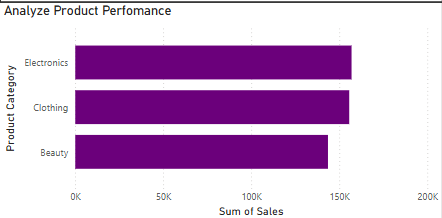 Analyze Product Perfomance
Product Category
Electronics
Clothing
Beauty
0K 50K 100K 150K 200K
Sum of Sales